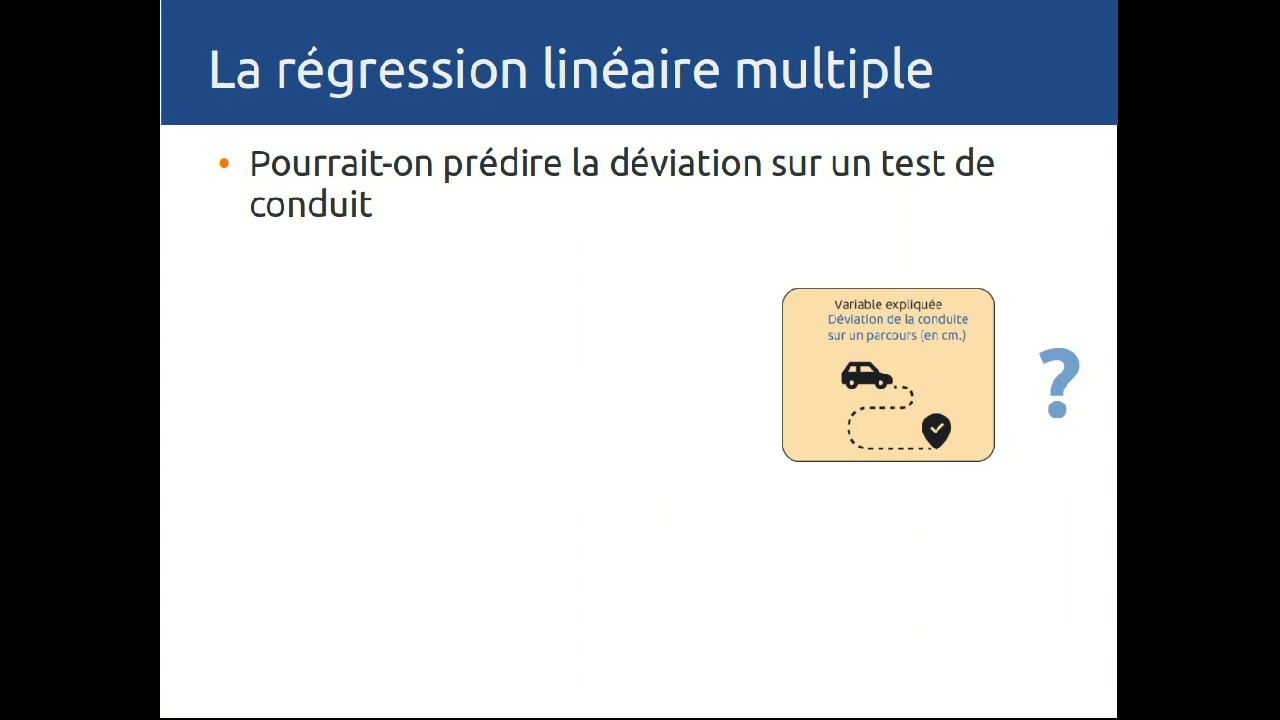 La régression linéaire multiple
• Pourrait-on prédire la déviation sur un test de
conduit
Variable expliquée
Déviation de la conduite
sur un parcours (en cm.)
?